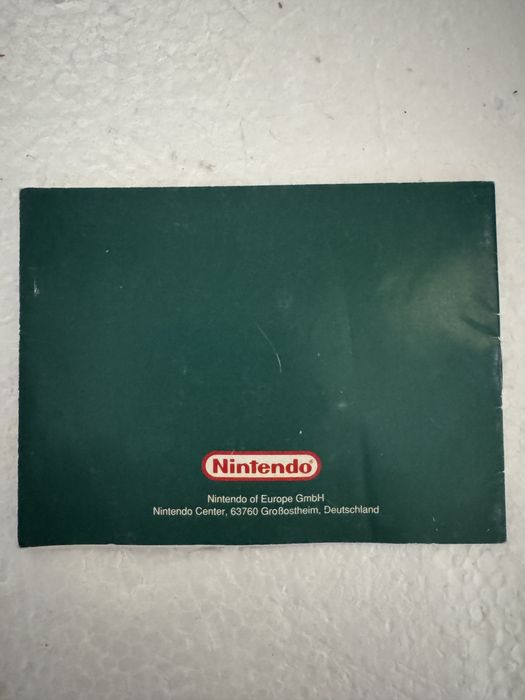 Nintendo®
Nintendo of Europe GmbH
Nintendo Center, 63760 Großostheim, Deutschland